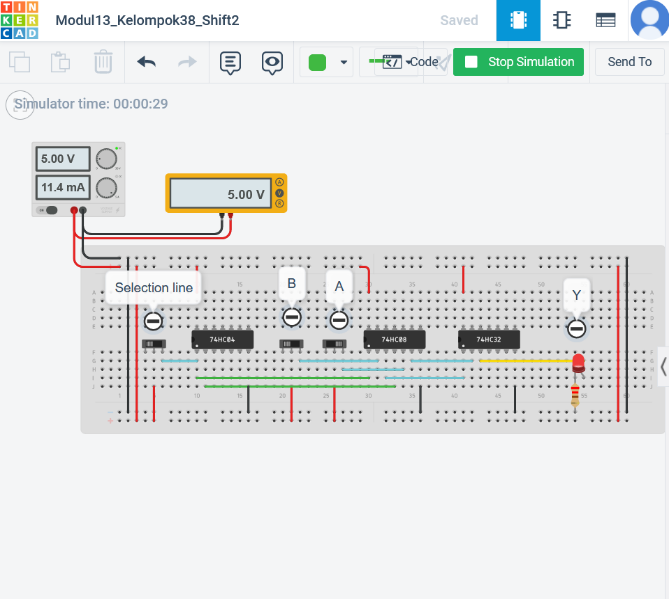 TIN
KER
CAD
Modul13_Kelompok38_Shift2
Saved
Code
Stop Simulation
Send To
Simulator time: 00:00:29
5.00 V
11.4 mA
5.00 V
Selection line
B
A
Y
74HC04
74HC08
74HC32